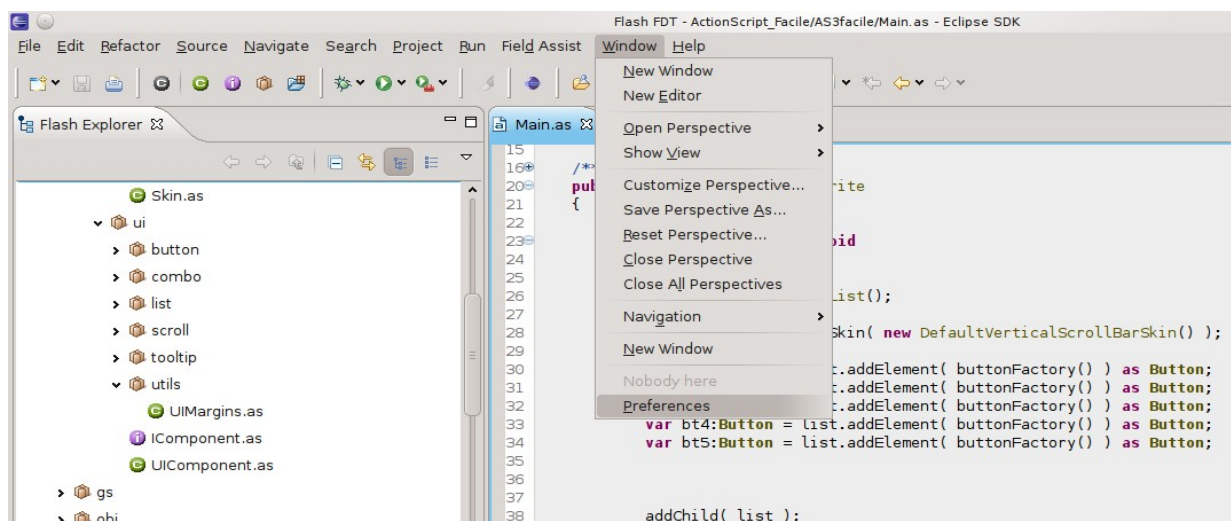 Flash FDT - ActionScript_Facile/AS3facile/Main.as - Eclipse SDK
File Edit Refactor Source Navigate Search Project Run Field Assist Window Help
New Window
New Editor
Open Perspective
Show View
Customize Perspective...
Save Perspective As...
Reset Perspective...
Close Perspective
Close All Perspectives
Navigation
New Window
Nobody here
Preferences
Flash Explorer
Skin.as
ui
button
combo
list
scroll
tooltip
utils
UIMargins.as
IComponent.as
UIComponent.as
gs
obj
Main.as
15
16 /**
20 pub rite
21 {
22
23 oid
24
25
26 ist();
27
28 Skin( new DefaultVerticalScrollBarSkin() );
29
30 t.addElement( buttonFactory() ) as Button;
31 t.addElement( buttonFactory() ) as Button;
32 t.addElement( buttonFactory() ) as Button;
33 var bt4:Button = list.addElement( buttonFactory() ) as Button;
34 var bt5:Button = list.addElement( buttonFactory() ) as Button;
35
36
37
38 addChild( list );